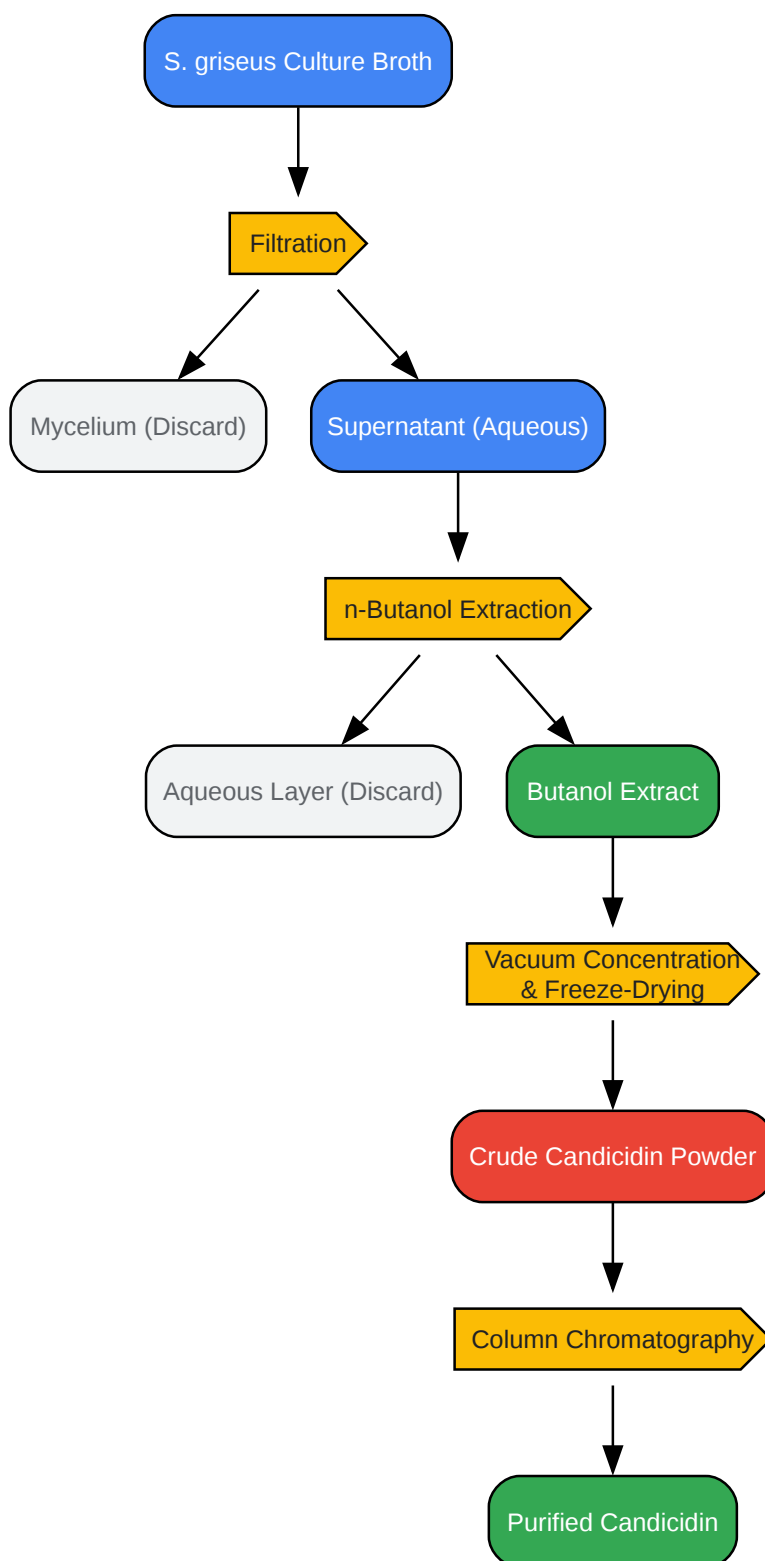 S. griseus Culture Broth
Filtration
Mycelium (Discard)
Supernatant (Aqueous)
n-Butanol Extraction
Aqueous Layer (Discard)
Butanol Extract
Vacuum Concentration
& Freeze-Drying
Crude Candicidin Powder
Column Chromatography
Purified Candicidin